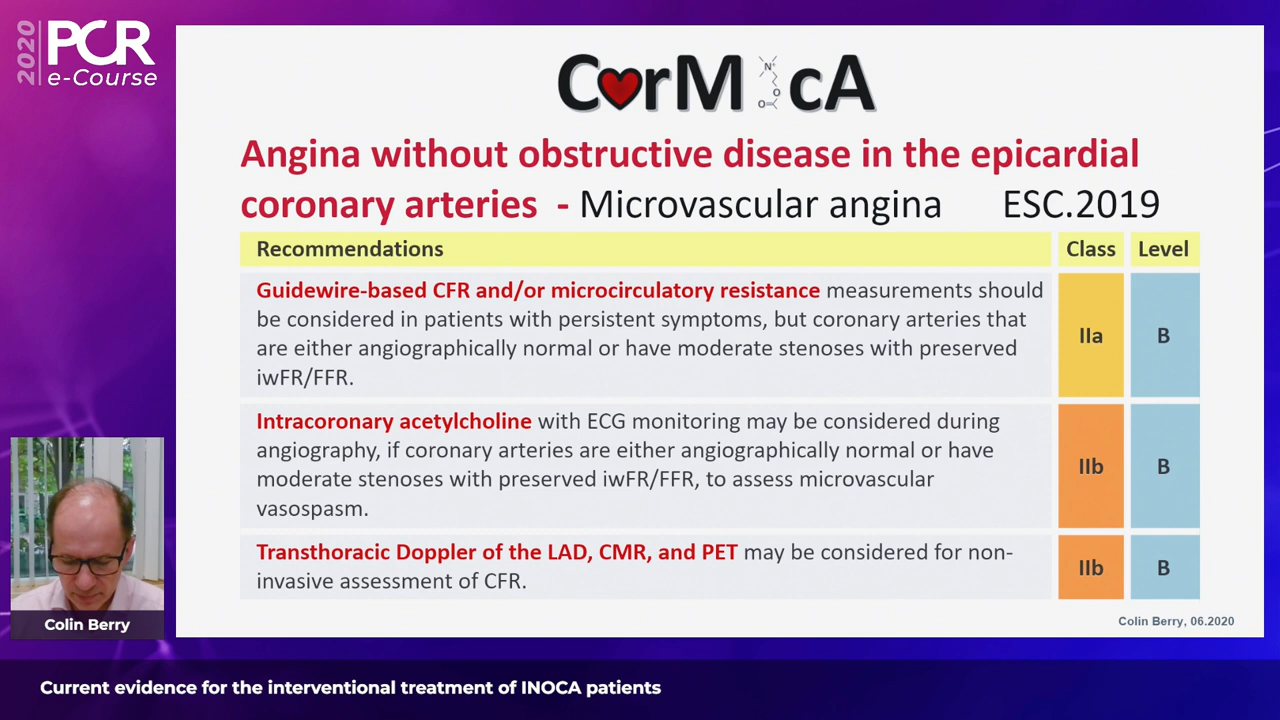 2020
PCR
e-Course
CorMicA
N+
O
O
Angina without obstructive disease in the epicardial
coronary arteries - Microvascular angina ESC.2019
Recommendations Class Level
Guidewire-based CFR and/or microcirculatory resistance measurements should
be considered in patients with persistent symptoms, but coronary arteries that
are either angiographically normal or have moderate stenoses with preserved
iwFR/FFR.
IIa B
Intracoronary acetylcholine with ECG monitoring may be considered during
angiography, if coronary arteries are either angiographically normal or have
moderate stenoses with preserved iwFR/FFR, to assess microvascular
vasospasm.
IIb B
Transthoracic Doppler of the LAD, CMR, and PET may be considered for non-
invasive assessment of CFR.
IIb B
Colin Berry, 06.2020
Colin Berry
Current evidence for the interventional treatment of INOCA patients